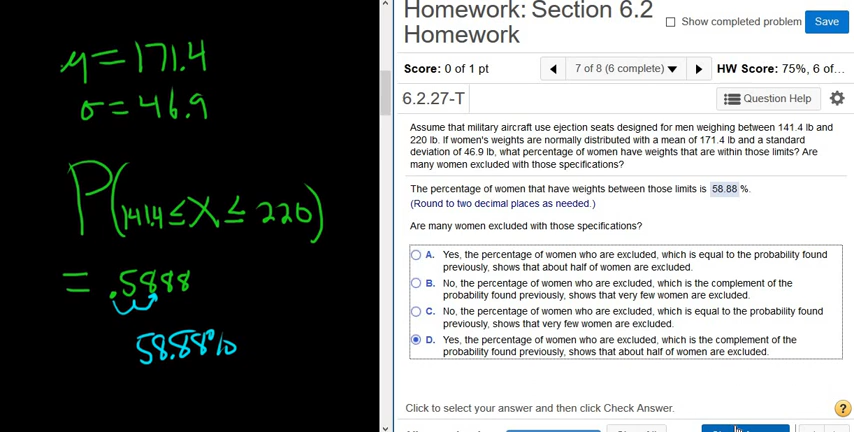 μ = 171.4
σ = 46.9
P(141.4 ≤ X ≤ 220)
= .5888
58.88%
Homework: Section 6.2
Homework
Show completed problem
Save
Score: 0 of 1 pt
7 of 8 (6 complete)
HW Score: 75%, 6 of...
6.2.27-T
Question Help
Assume that military aircraft use ejection seats designed for men weighing between 141.4 lb and
220 lb. If women's weights are normally distributed with a mean of 171.4 lb and a standard
deviation of 46.9 lb, what percentage of women have weights that are within those limits? Are
many women excluded with those specifications?
The percentage of women that have weights between those limits is 58.88 %.
(Round to two decimal places as needed.)
Are many women excluded with those specifications?
A. Yes, the percentage of women who are excluded, which is equal to the probability found
previously, shows that about half of women are excluded.
B. No, the percentage of women who are excluded, which is the complement of the
probability found previously, shows that very few women are excluded.
C. No, the percentage of women who are excluded, which is equal to the probability found
previously, shows that very few women are excluded.
D. Yes, the percentage of women who are excluded, which is the complement of the
probability found previously, shows that about half of women are excluded.
Click to select your answer and then click Check Answer.
?